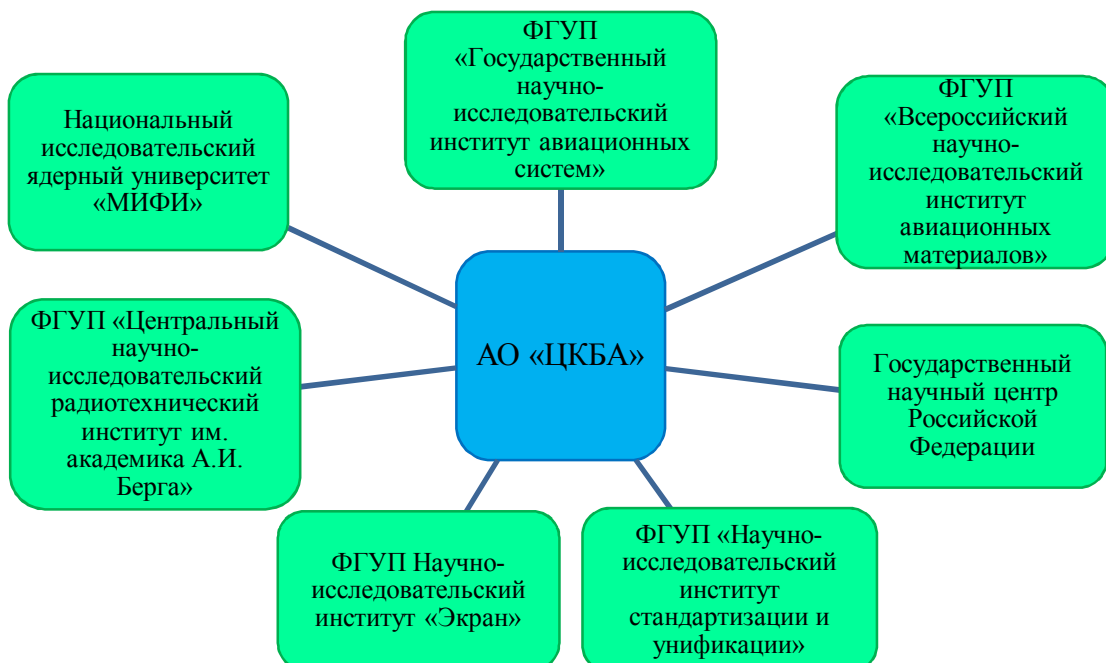 ФГУП
«Государственный
научно-
исследовательский
институт авиационных
систем»
ФГУП
«Всероссийский
научно-
исследовательский
институт
авиационных
материалов»
Государственный
научный центр
Российской
Федерации
ФГУП «Научно-
исследовательский
институт
стандартизации и
унификации»
ФГУП Научно-
исследовательский
институт «Экран»
ФГУП «Центральный
научно-
исследовательский
радиотехнический
институт им.
академика А.И.
Берга»
Национальный
исследовательский
ядерный университет
«МИФИ»
АО «ЦКБА»